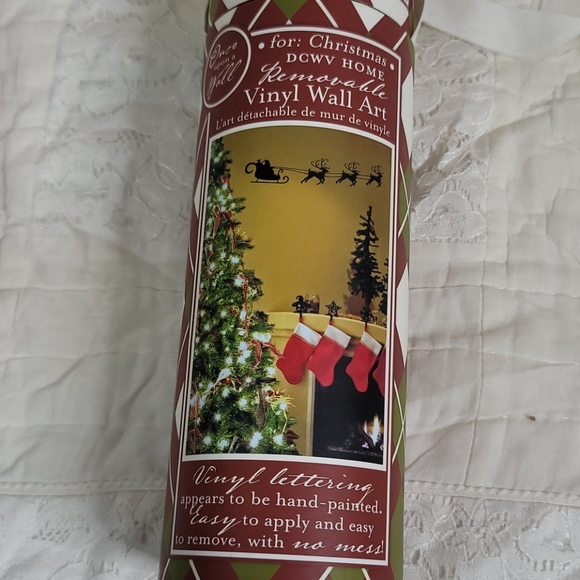 Once
upon a
Wall
• for: Christmas •
DCWV HOME
Removable
Vinyl Wall Art
L'art détachable de mur de vinyle
Vinyl lettering
appears to be hand-painted.
Easy to apply and easy
to remove, with no mess!